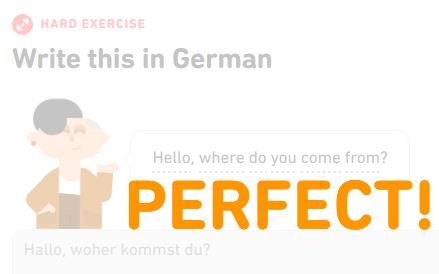 HARD EXERCISE
Write this in German
Hello, where do you come from?
PERFECT!
Hallo, woher kommst du?